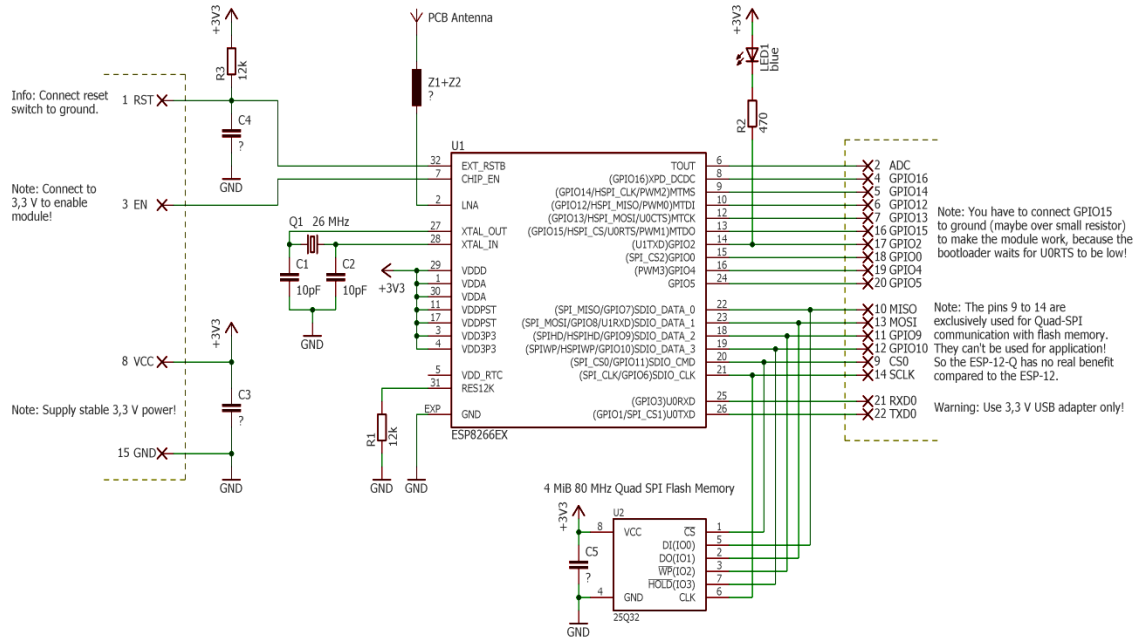 +3V3
R3
12k
Info: Connect reset
switch to ground.
1 RST
C4
?
GND
Note: Connect to
3,3 V to enable
module!
3 EN
Q1 26 MHz
C1
10pF
C2
10pF
GND
+3V3
8 VCC
+3V3
Note: Supply stable 3,3 V power!
C3
?
15 GND
GND
R1
12k
GND
GND
PCB Antenna
Z1+Z2
?
U1
32 EXT_RSTB
7 CHIP_EN
2 LNA
27 XTAL_OUT
28 XTAL_IN
29 VDDD
1 VDDA
30 VDDA
11 VDDPST
17 VDDPST
3 VD3P3
4 VD3P3
5 VDD_RTC
31 RES12K
EXP GND
ESP8266EX
TOUT 6
(GPIO16)XPD_DCDC 8
(GPIO14/HSPI_CLK/PWM2)MTMS 9
(GPIO12/HSPI_MISO/PWM0)MTDI 10
(GPIO13/HSPI_MOSI/U0CTS)MTCK 12
(GPIO15/HSPI_CS/U0RTS/PWM1)MTDO 13
(U1TXD)GPIO2 14
(SPI_CS2)GPIO0 15
(PWM3)GPIO4 16
GPIO5 24
(SPI_MISO/GPIO7)SDIO_DATA_0 22
(SPI_MOSI/GPIO8/U1RXD)SDIO_DATA_1 23
(SPIHD/HSPIHD/GPIO9)SDIO_DATA_2 18
(SPIWP/HSPIWP/GPIO10)SDIO_DATA_3 19
(SPI_CS0/GPIO11)SDIO_CMD 20
(SPI_CLK/GPIO6)SDIO_CLK 21
(GPIO3)U0RXD 25
(GPIO1/SPI_CS1)U0TXD 26
+3V3
LED1
blue
R2
470
2 ADC
4 GPIO16
5 GPIO14
6 GPIO12
7 GPIO13
16 GPIO15
17 GPIO2
18 GPIO0
19 GPIO4
20 GPIO5
10 MISO
13 MOSI
11 GPIO9
12 GPIO10
9 CS0
14 SCLK
21 RXD0
22 TXD0
Note: You have to connect GPIO15
to ground (maybe over small resistor)
to make the module work, because the
bootloader waits for U0RTS to be low!
Note: The pins 9 to 14 are
exclusively used for Quad-SPI
communication with flash memory.
They can't be used for application!
So the ESP-12-Q has no real benefit
compared to the ESP-12.
Warning: Use 3,3 V USB adapter only!
4 MiB 80 MHz Quad SPI Flash Memory
+3V3
C5
?
GND
U2
8 VCC
4 GND
CS 1
DI(IO0) 5
DO(IO1) 2
WP(IO2) 3
HOLD(IO3) 7
CLK 6
25Q32